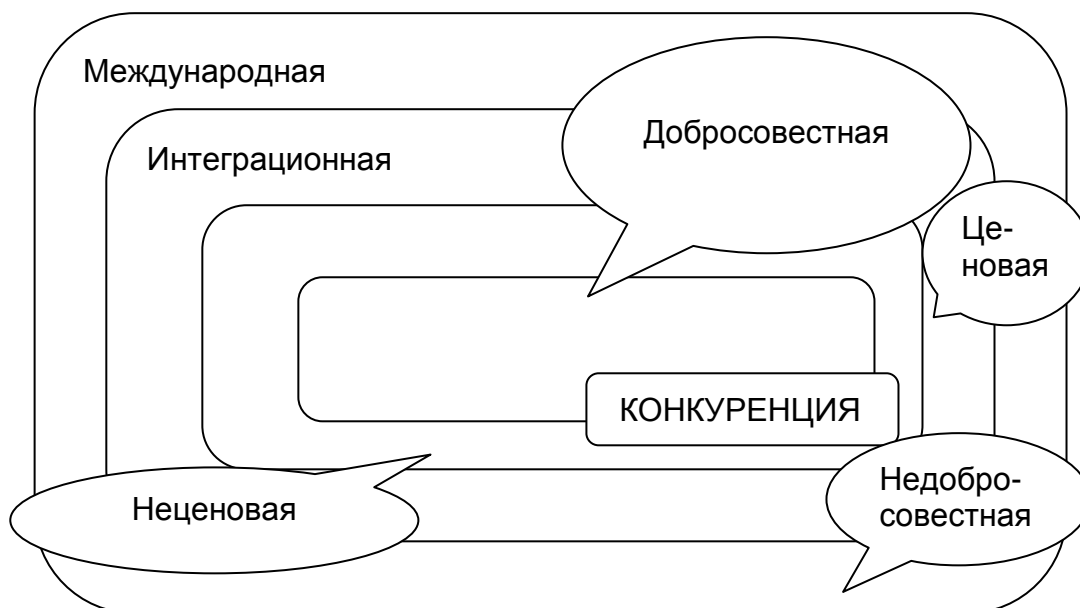 Международная
Добросовестная
Интеграционная
Це-
новая
КОНКУРЕНЦИЯ
Недобро-
совестная
Неценовая